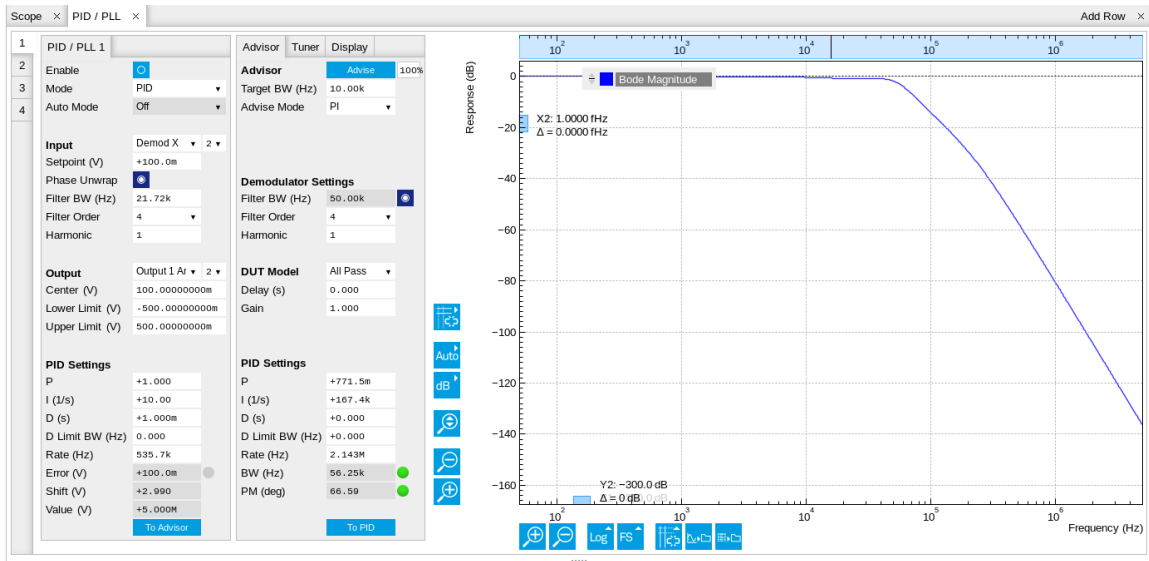 Scope × PID / PLL × Add Row ×
1 PID / PLL 1
2
3
4
Enable
Mode PID
Auto Mode Off
Input Demod X 2
Setpoint (V) +100.0m
Phase Unwrap
Filter BW (Hz) 21.72k
Filter Order 4
Harmonic 1
Output Output 1 Ar 2
Center (V) 100.00000000m
Lower Limit (V) -500.00000000m
Upper Limit (V) 500.00000000m
PID Settings
P +1.000
I (1/s) +10.00
D (s) +1.000m
D Limit BW (Hz) 0.000
Rate (Hz) 535.7k
Error (V) +100.0m
Shift (V) +2.990
Value (V) +5.000M
To Advisor
Advisor Tuner Display
Advisor Advise 100%
Target BW (Hz) 10.00k
Advise Mode PI
Demodulator Settings
Filter BW (Hz) 50.00k
Filter Order 4
Harmonic 1
DUT Model All Pass
Delay (s) 0.000
Gain 1.000
PID Settings
P +771.5m
I (1/s) +167.4k
D (s) +0.000
D Limit BW (Hz) +0.000
Rate (Hz) 2.143M
BW (Hz) 56.25k
PM (deg) 66.59
To PID
Auto
dB
10² 10³ 10⁴ 10⁵ 10⁶
Response (dB)
Bode Magnitude
X2: 1.0000 fHz
Δ = 0.0000 fHz
0
−20
−40
−60
−80
−100
−120
−140
−160
Y2: −300.0 dB
Δ = 0 dB
10² 10³ 10⁴ 10⁵ 10⁶
Frequency (Hz)
Log FS